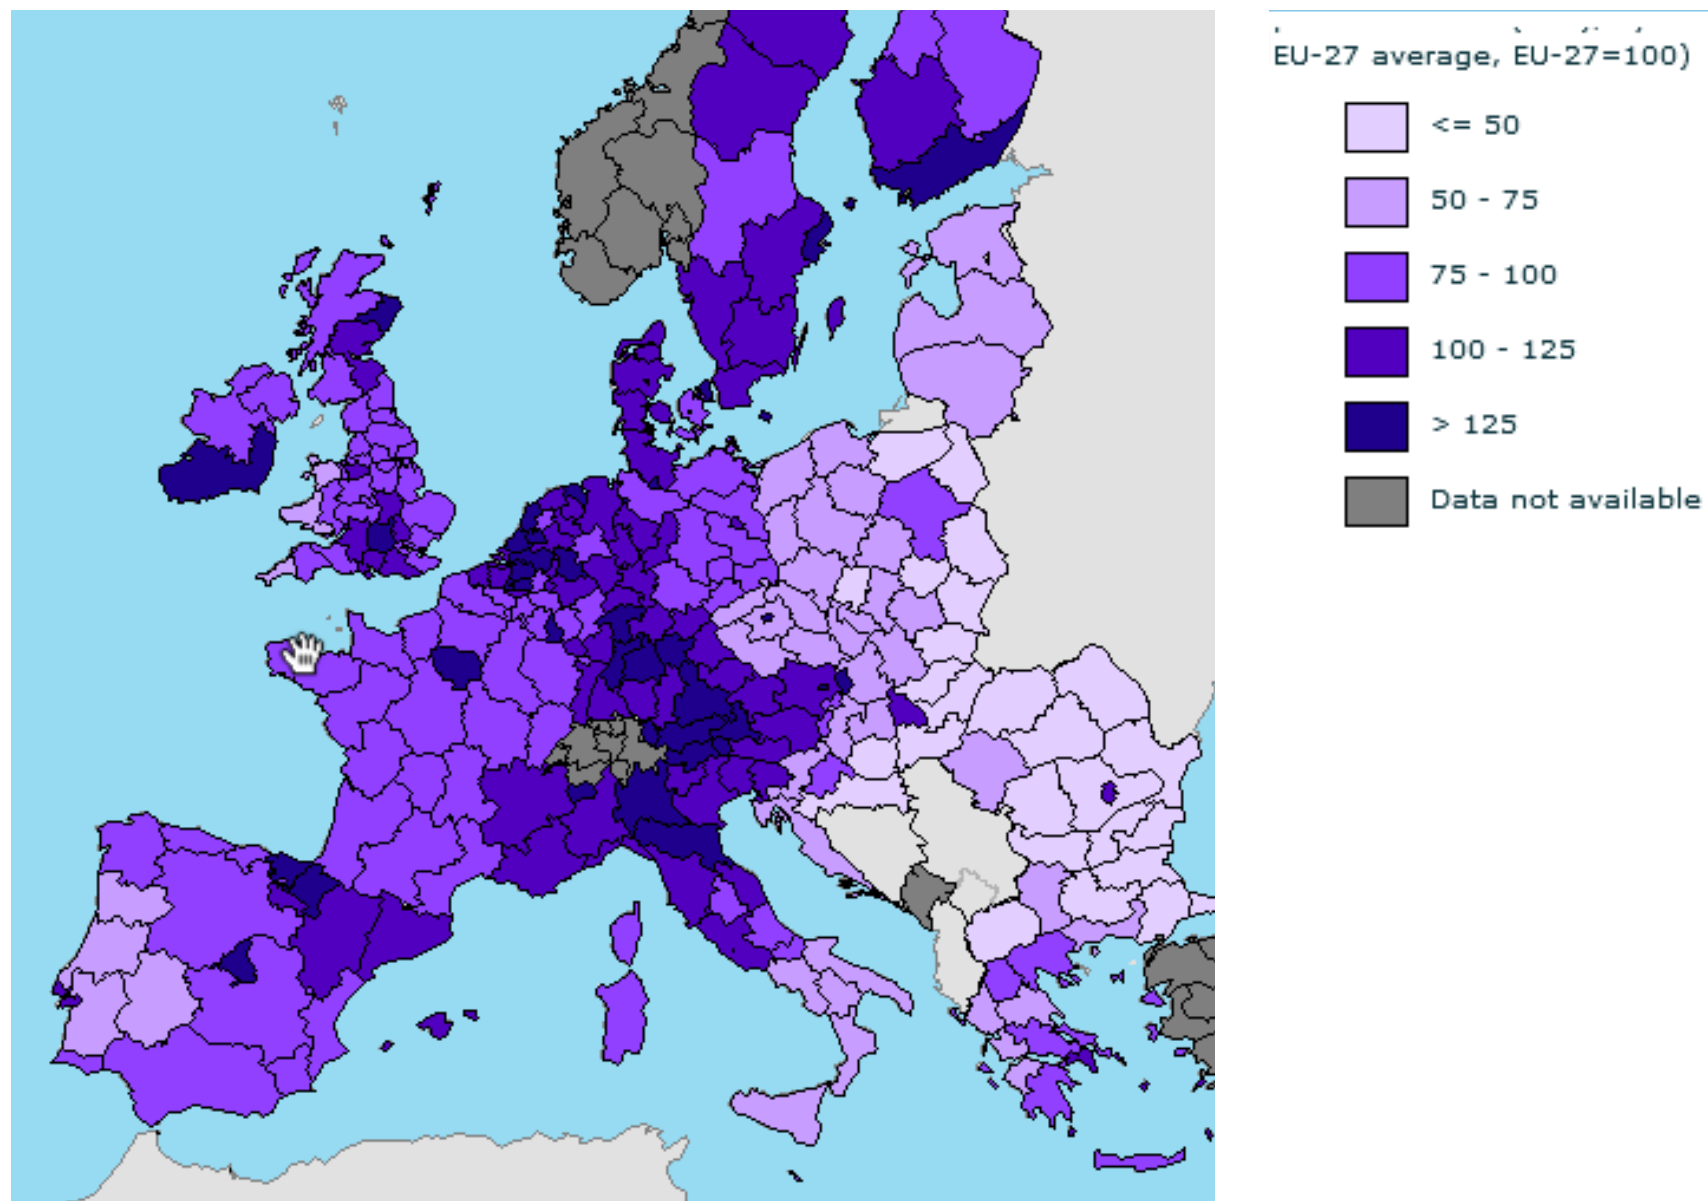 EU-27 average, EU-27=100)
<= 50
50 - 75
75 - 100
100 - 125
> 125
Data not available